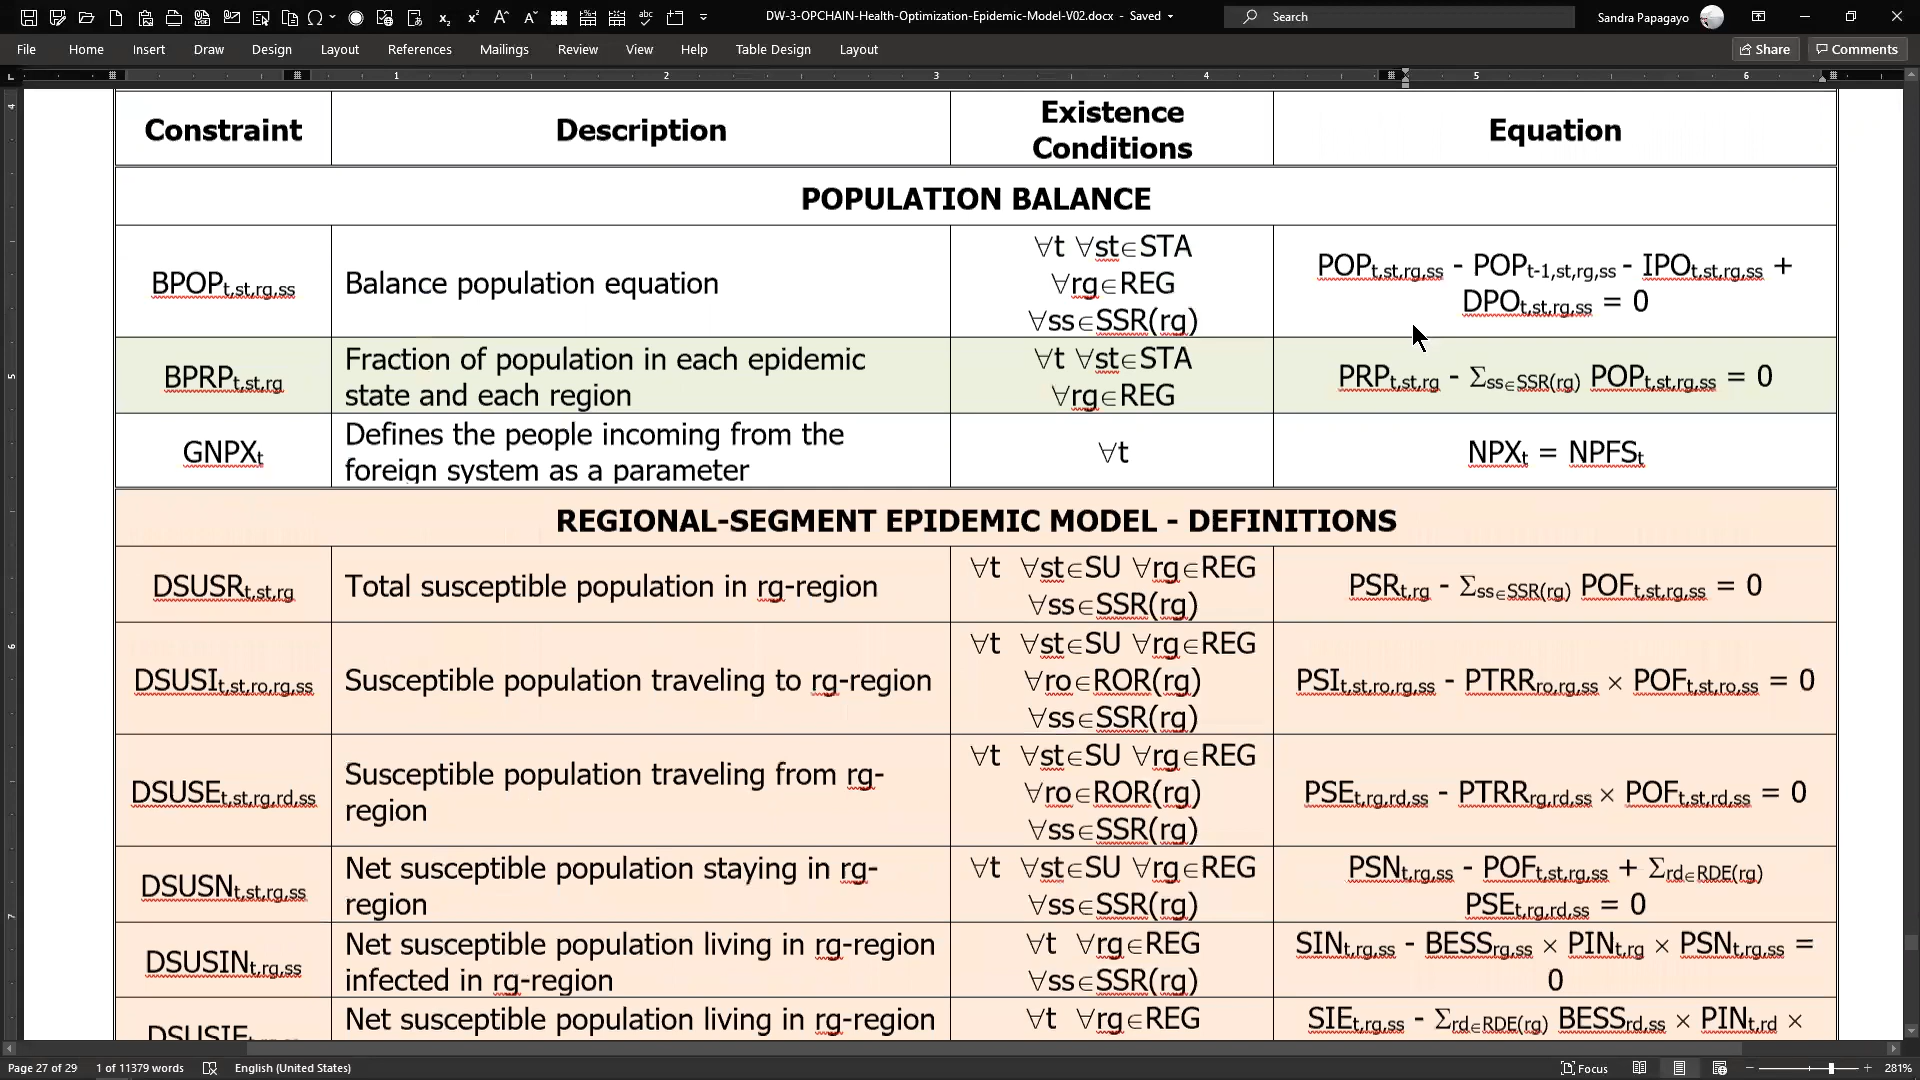 DW-3-OPCHAIN-Health-Optimization-Epidemic-Model-V02.docx - Saved
Search
Sandra Papagayo
File Home Insert Draw Design Layout References Mailings Review View Help Table Design Layout
Share Comments
1 2 3 4 5 6
Constraint Description Existence Conditions Equation
POPULATION BALANCE
BPOPt,st,rg,ss
Balance population equation
∀t ∀st∈STA
∀rg∈REG
∀ss∈SSR(rg)
POPt,st,rg,ss - POPt-1,st,rg,ss - IPOt,st,rg,ss +
DPOt,st,rg,ss = 0
BPRPt,st,rg
Fraction of population in each epidemic
state and each region
∀t ∀st∈STA
∀rg∈REG
PRPt,st,rg - Σss∈SSR(rg) POPt,st,rg,ss = 0
GNPXt
Defines the people incoming from the
foreign system as a parameter
∀t
NPXt = NPFSt
REGIONAL-SEGMENT EPIDEMIC MODEL - DEFINITIONS
DSUSRt,st,rg
Total susceptible population in rg-region
∀t ∀st∈SU ∀rg∈REG
∀ss∈SSR(rg)
PSRt,rg - Σss∈SSR(rg) POFt,st,rg,ss = 0
DSUSIt,st,ro,rg,ss
Susceptible population traveling to rg-region
∀t ∀st∈SU ∀rg∈REG
∀ro∈ROR(rg)
∀ss∈SSR(rg)
PSIt,st,ro,rg,ss - PTRRro,rg,ss × POFt,st,ro,ss = 0
DSUSEt,st,rg,rd,ss
Susceptible population traveling from rg-
region
∀t ∀st∈SU ∀rg∈REG
∀ro∈ROR(rg)
∀ss∈SSR(rg)
PSEt,rg,rd,ss - PTRRrg,rd,ss × POFt,st,rd,ss = 0
DSUSNt,st,rg,ss
Net susceptible population staying in rg-
region
∀t ∀st∈SU ∀rg∈REG
∀ss∈SSR(rg)
PSNt,rg,ss - POFt,st,rg,ss + Σrd∈RDE(rg)
PSEt,rg,rd,ss = 0
DSUSINt,rg,ss
Net susceptible population living in rg-region
infected in rg-region
∀t ∀rg∈REG
∀ss∈SSR(rg)
SINt,rg,ss - BESSrg,ss × PINt,rg × PSNt,rg,ss =
0
Net susceptible population living in rg-region
∀t ∀rg∈REG
SIEt,rg,ss - Σrd∈RDE(rg) BESSrd,ss × PINt,rd ×
4
5
6
7
Page 27 of 29 1 of 11379 words English (United States)
Focus
281%